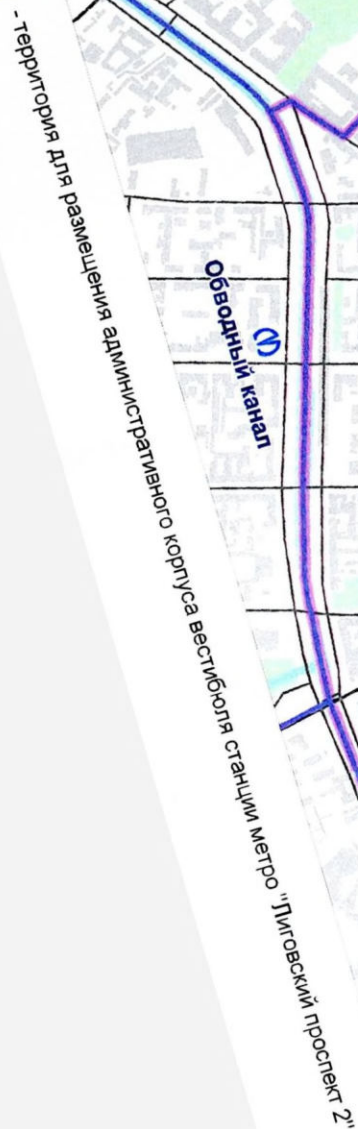 Обводный канал
- территория для размещения административного корпуса вестибюля станции метро "Лиговский проспект 2"